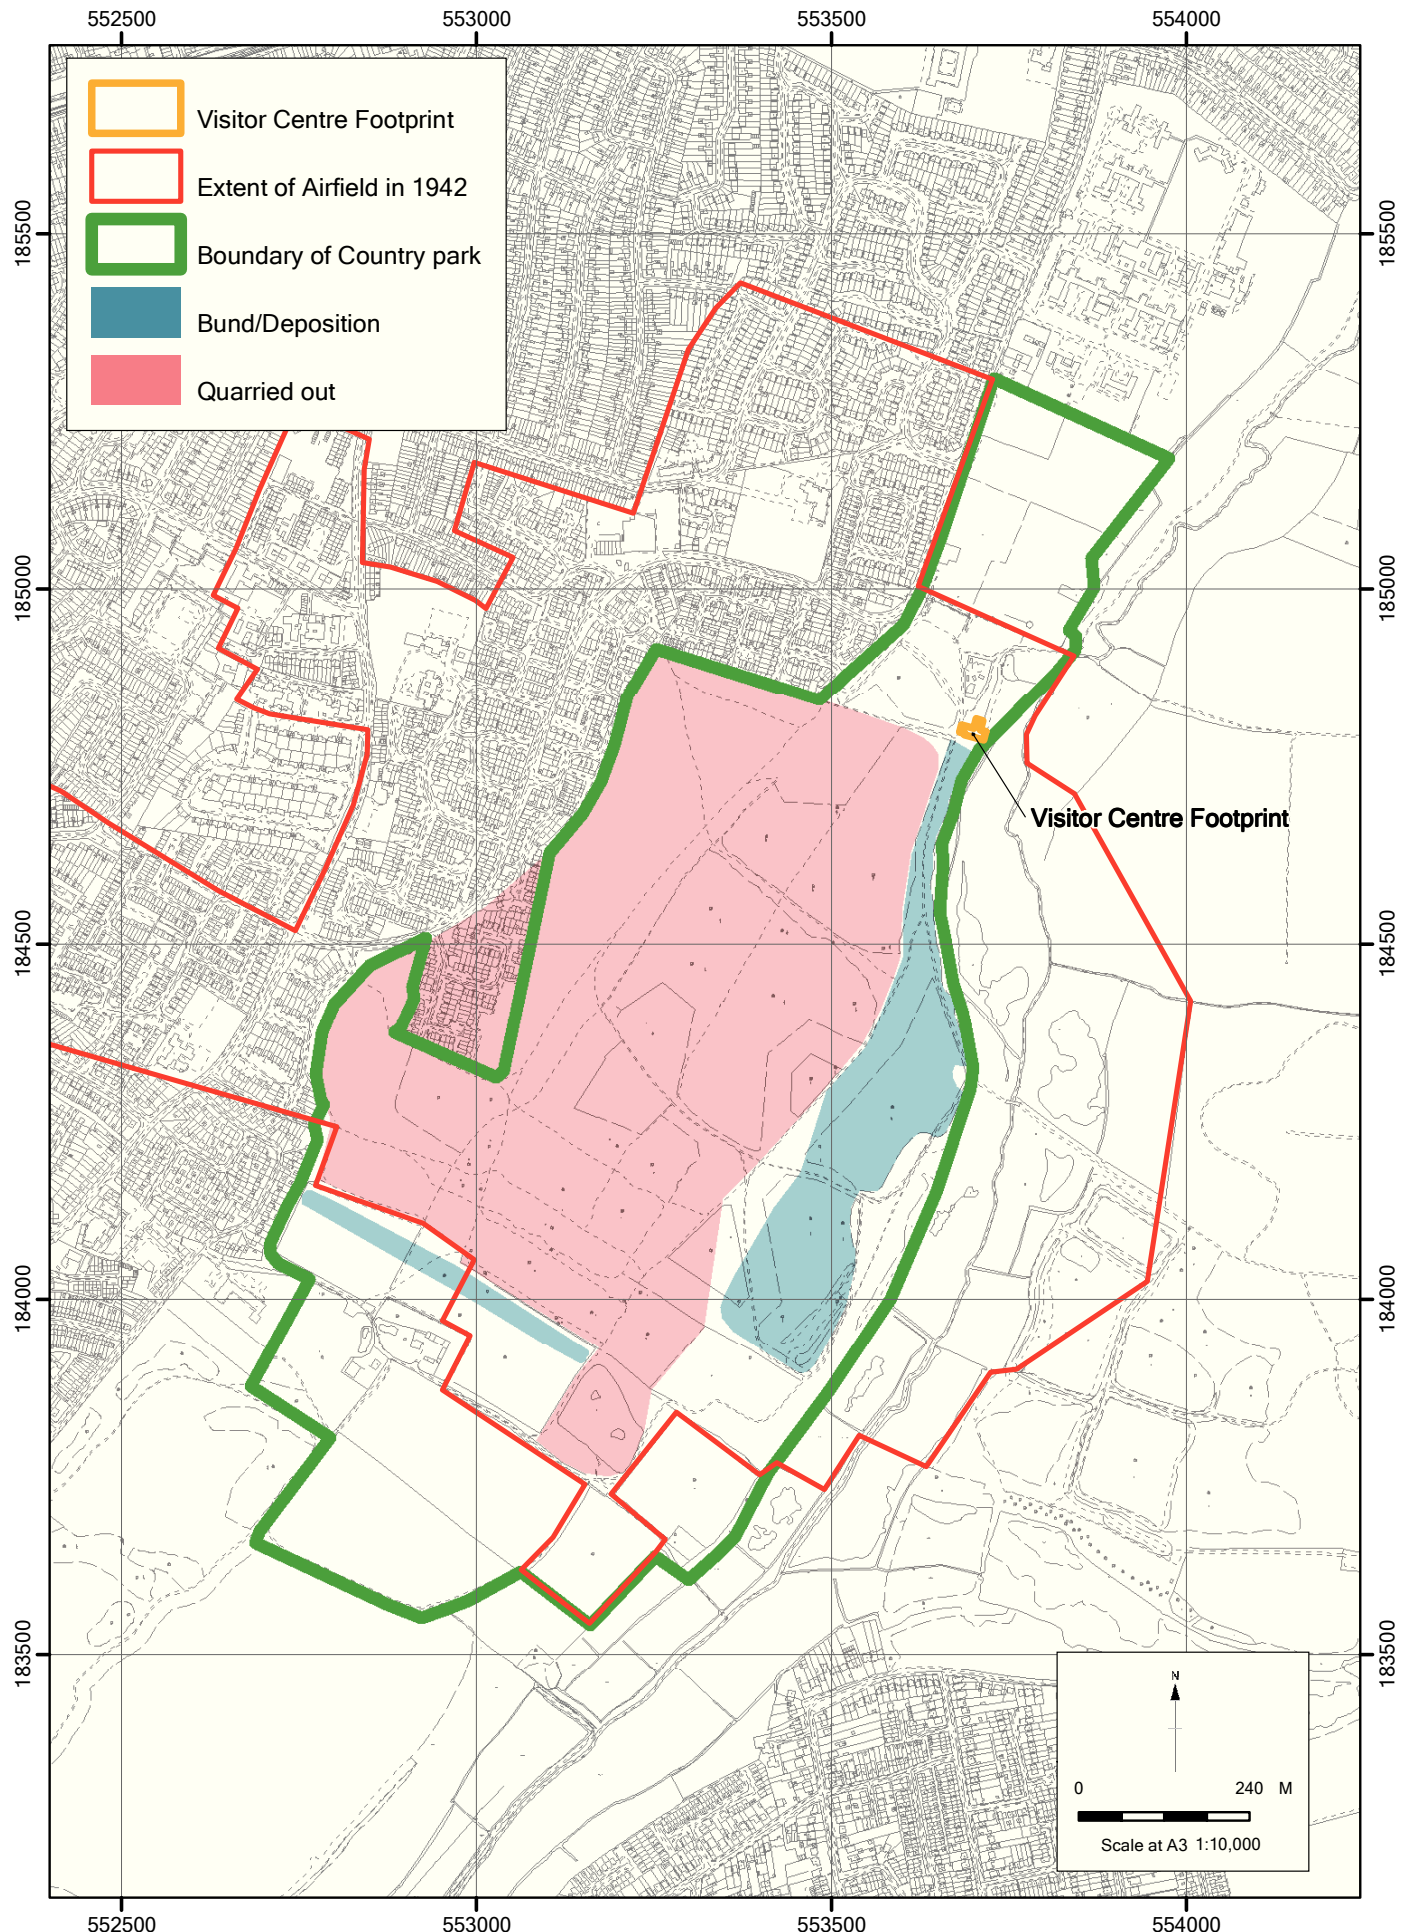 552500
553000
553500
554000
Visitor Centre Footprint
Extent of Airfield in 1942
Boundary of Country park
Bund/Deposition
Quarried out
185500
185500
185000
185000
Visitor Centre Footprint
184500
184500
184000
184000
183500
183500
N
0 240 M
Scale at A3 1:10,000
552500
553000
553500
554000